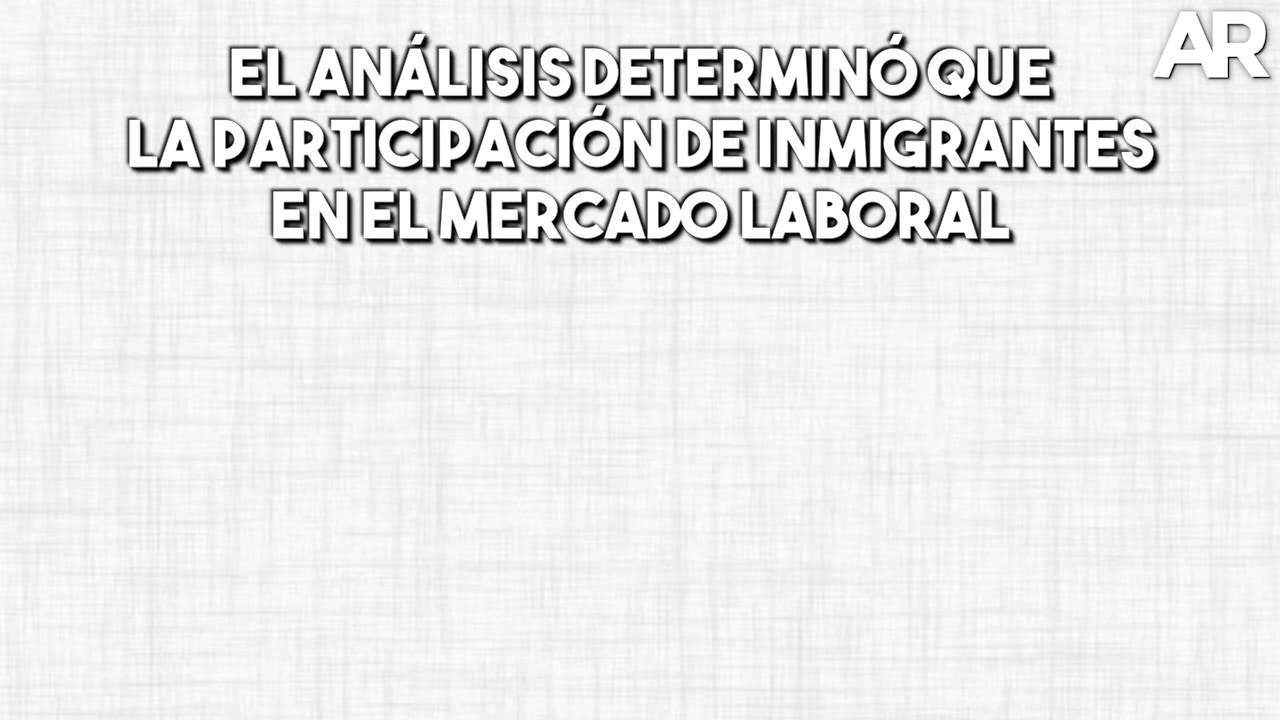 AR
EL ANÁLISIS DETERMINÓ QUE
LA PARTICIPACIÓN DE INMIGRANTES
EN EL MERCADO LABORAL